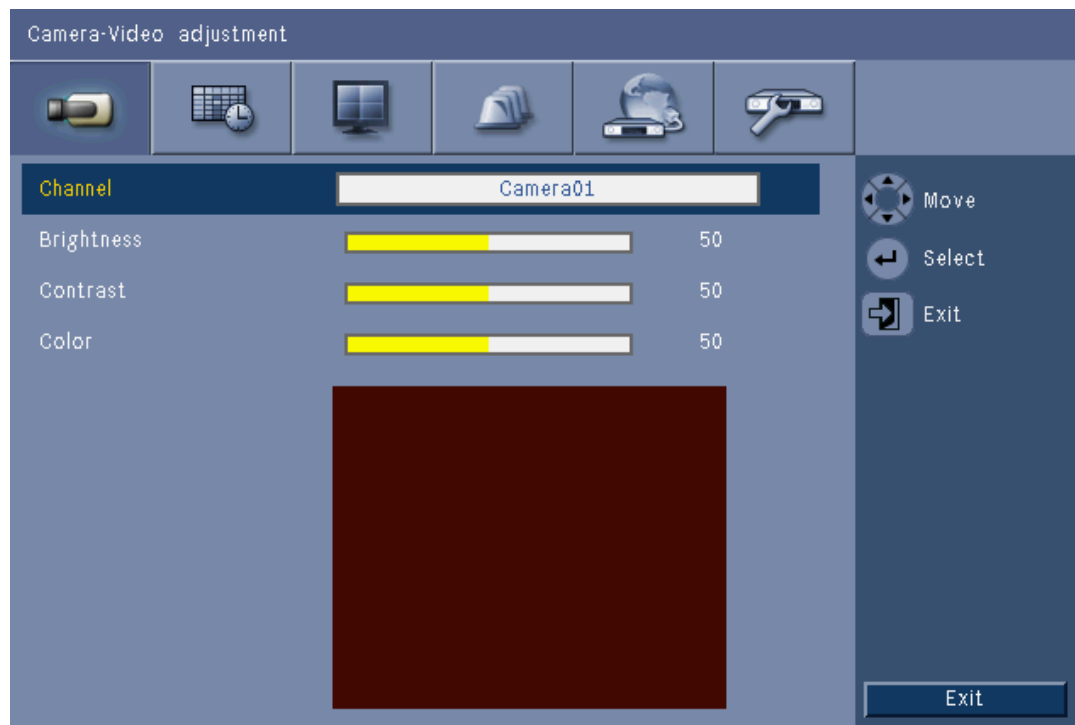 Camera-Video adjustment
Channel Camera01
Brightness 50
Contrast 50
Color 50
Move
Select
Exit
Exit